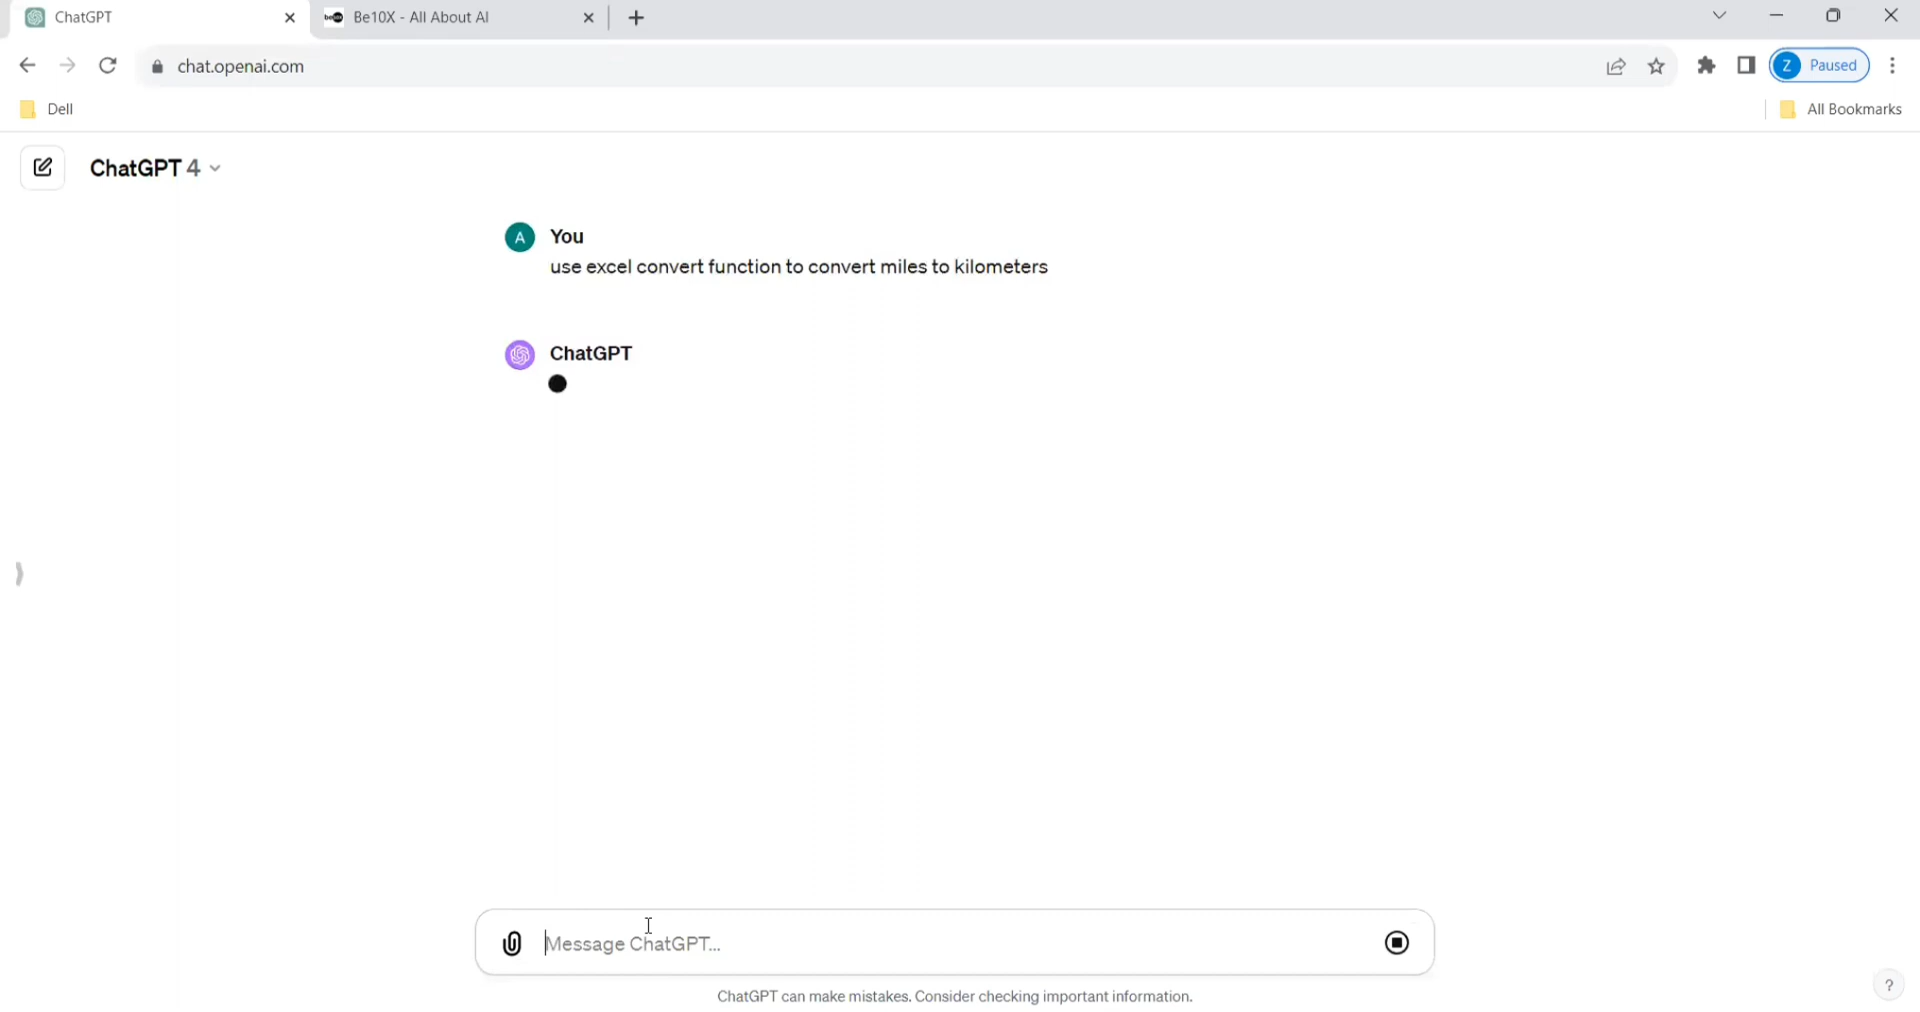 ChatGPT
Be10X - All About AI
chat.openai.com
Z Paused
Dell
All Bookmarks
ChatGPT 4
A You
use excel convert function to convert miles to kilometers
ChatGPT
Message ChatGPT...
ChatGPT can make mistakes. Consider checking important information.
?